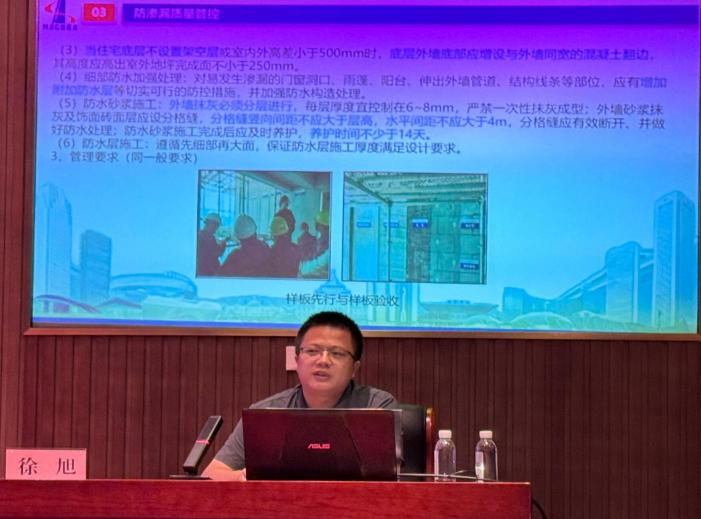 03 防渗漏质量管控
（3）当住宅底层不设置架空层或室内外高差小于500mm时，底层外墙底部应增设与外墙同宽的混凝土翻边，
其高度应高出室外地坪完成面不小于250mm。
（4）细部防水加强处理：对易发生渗漏的门窗洞口、雨蓬、阳台、伸出外墙管道、结构线条等部位，应有增加
附加防水层等切实可行的防控措施，并加强防水构造处理。
（5）防水砂浆施工：外墙抹灰必须分层进行，每层厚度宜控制在6~8mm，严禁一次性抹灰成型；外墙砂浆抹
灰及饰面砖面层应设分格缝，分格缝竖向间距不应大于层高，水平间距不应大于4m，分格缝应有效断开、并做
好防水处理；防水砂浆施工完成后应及时养护，养护时间不少于14天。
（6）防水层施工：遵循先细部再大面，保证防水层施工厚度满足设计要求。
3、管理要求（同一般要求）
样板先行与样板验收
ASUS
徐 旭